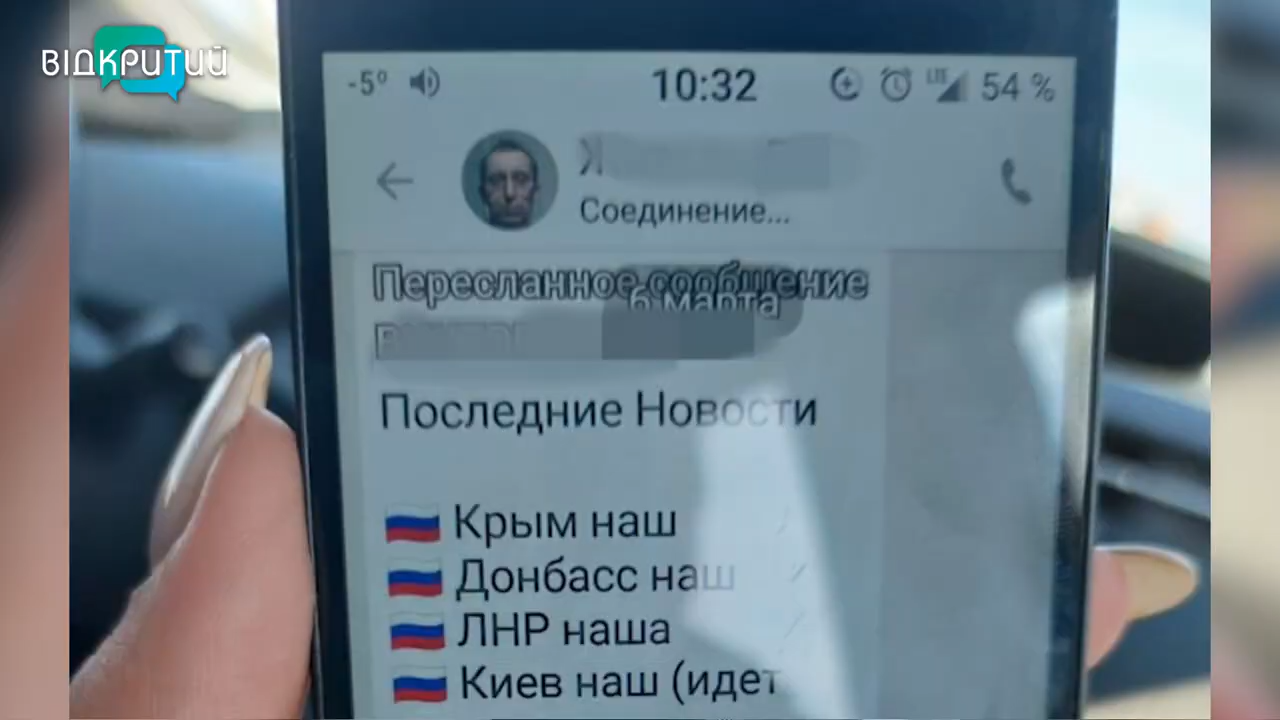 ВІДКРИТИЙ
-5° 10:32 LTE 54 %
Соединение...
Пересланное сообщение
6 марта
Последние Новости
Крым наш
Донбасс наш
ЛНР наша
Киев наш (идет